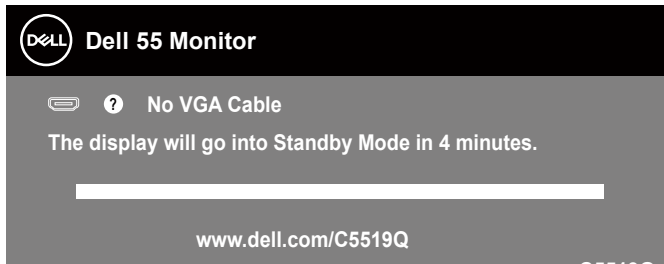 DELL Dell 55 Monitor
? No VGA Cable
The display will go into Standby Mode in 4 minutes.
www.dell.com/C5519Q